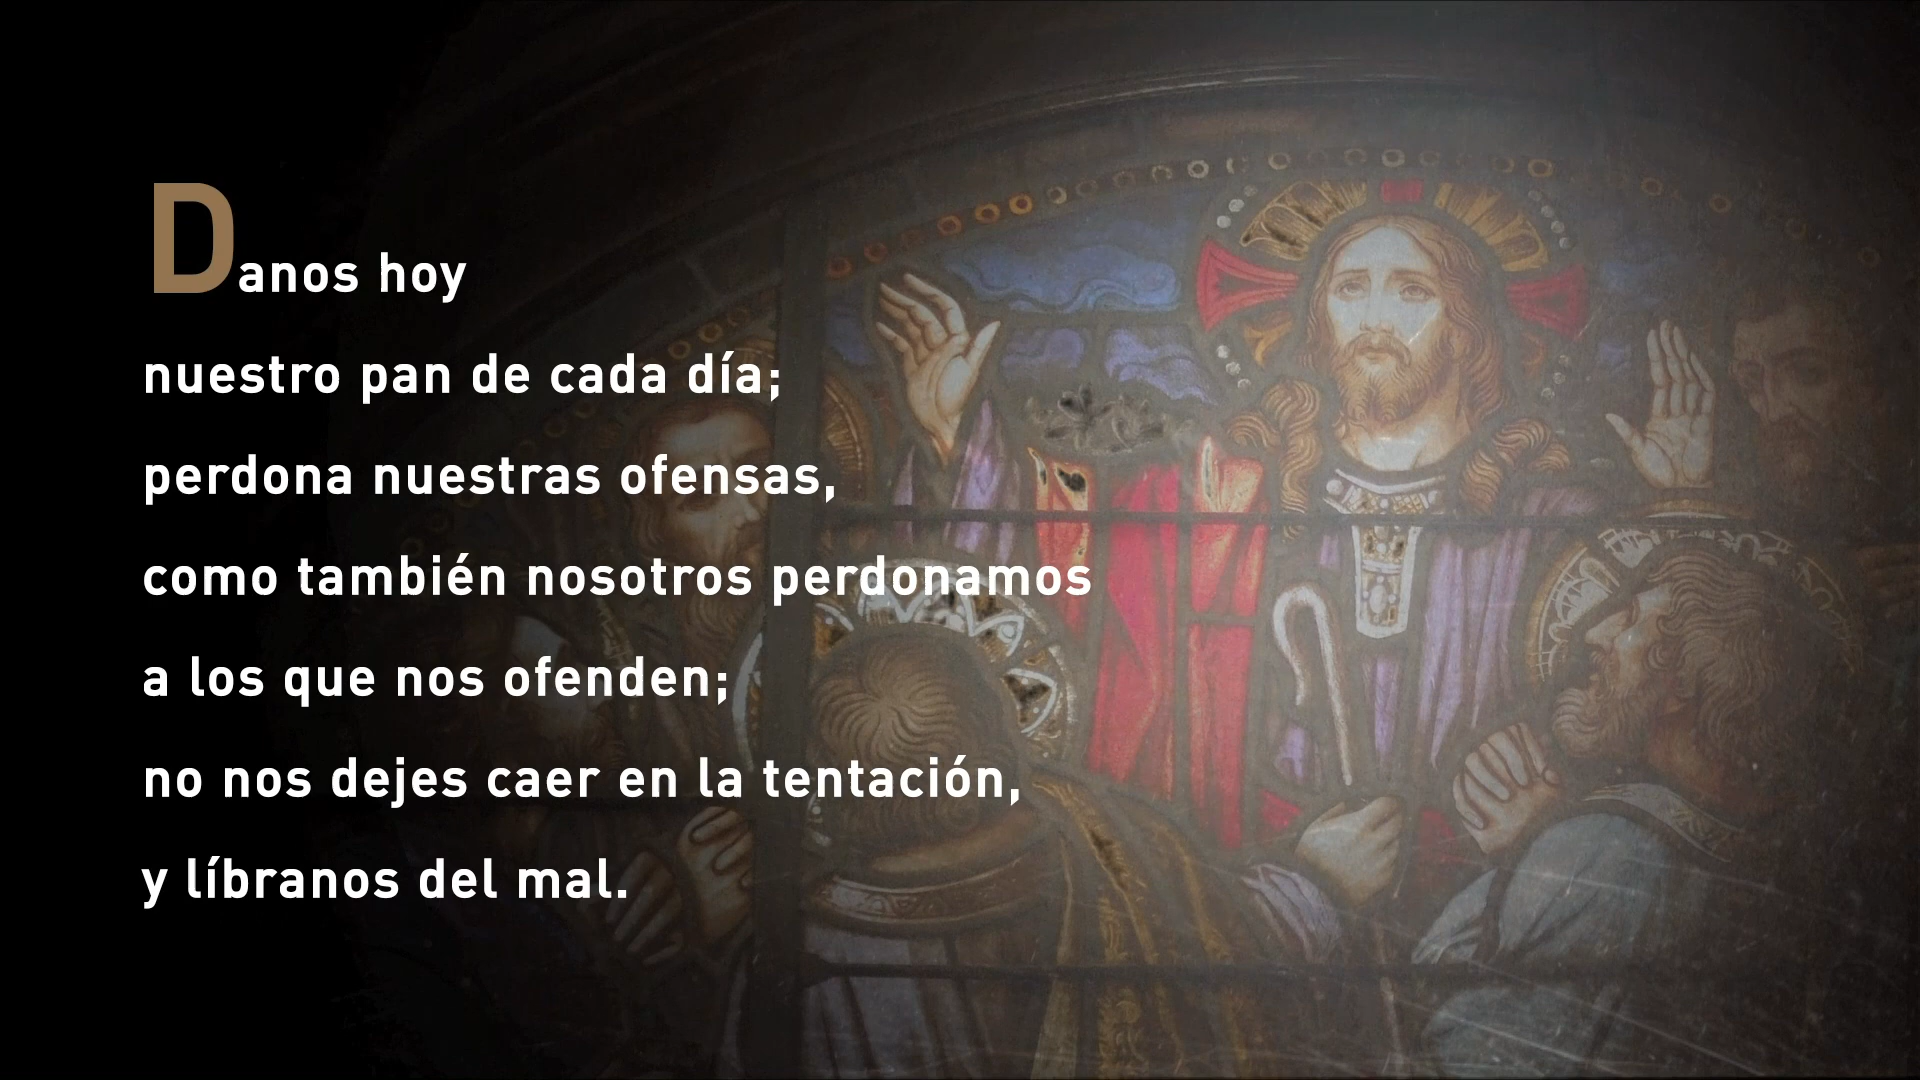 Danos hoy
nuestro pan de cada día;
perdona nuestras ofensas,
como también nosotros perdonamos
a los que nos ofenden;
no nos dejes caer en la tentación,
y líbranos del mal.